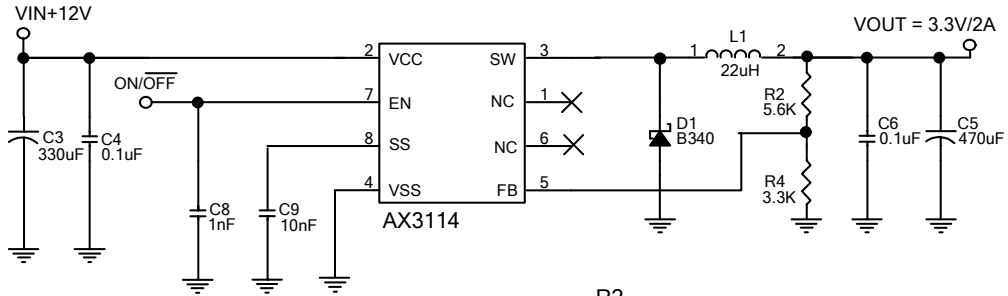 VIN+12V
VOUT = 3.3V/2A
2 VCC SW 3
1 L1 2
22uH
ON/OFF
7 EN NC 1
R2
5.6K
C3
330uF
C4
0.1uF
8 SS NC 6
D1
B340
C6
0.1uF
C5
470uF
4 VSS FB 5
R4
3.3K
C8
1nF
C9
10nF
AX3114
R2